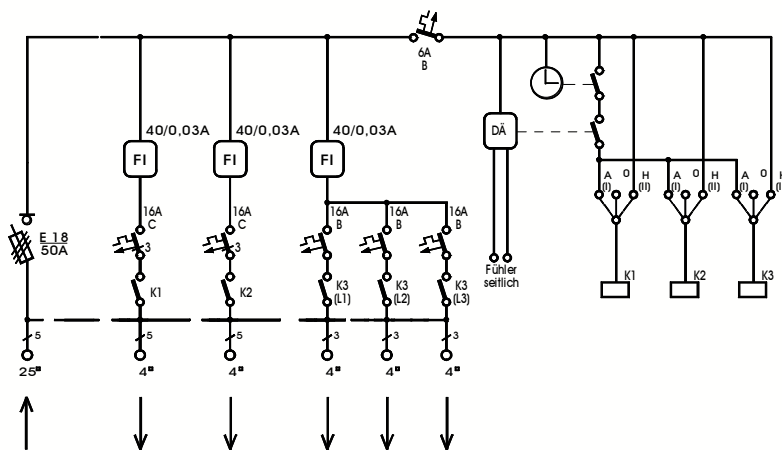 6A
B
40/0,03A 40/0,03A 40/0,03A
FI FI FI DÄ
A (I) 0 H (II) A (I) 0 H (II) A (I) 0
16A C 16A C 16A B 16A B 16A B
E 18
50A
3 3
Fühler
seitlich
K1 K2 K3 (L1) K3 (L2) K3 (L3) K1 K2 K3
5 5 5 3 3 3
25▫ 4▫ 4▫ 4▫ 4▫ 4▫